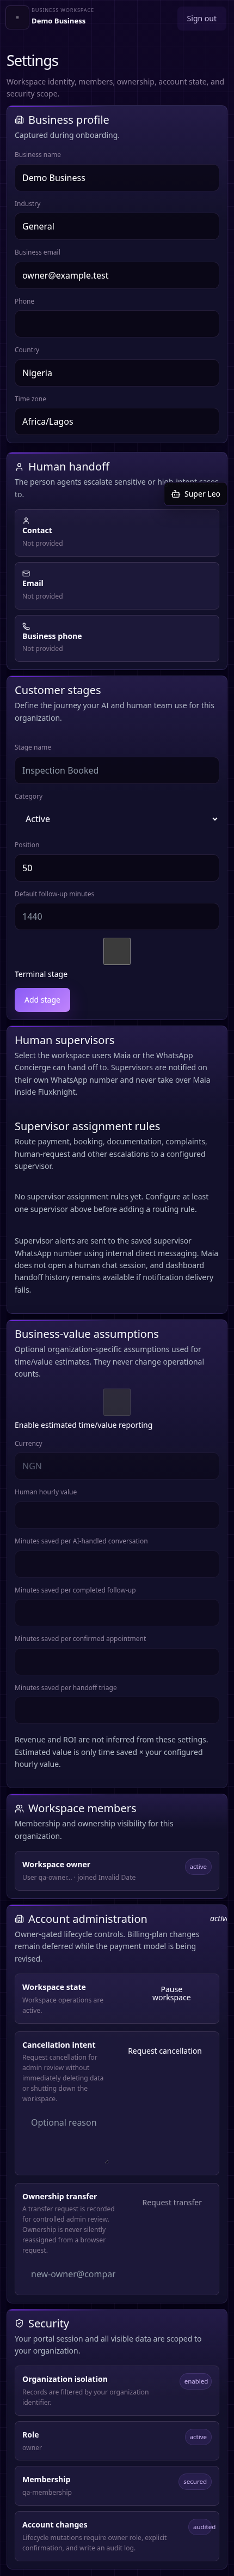 BUSINESS WORKSPACE
Demo Business
Sign out
Settings
Workspace identity, members, ownership, account state, and
security scope.
Business profile
Captured during onboarding.
Business name
Demo Business
Industry
General
Business email
owner@example.test
Phone
Country
Nigeria
Time zone
Africa/Lagos
Human handoff
The person agents escalate sensitive or high-intent cases
to.
Super Leo
Contact
Not provided
Email
Not provided
Business phone
Not provided
Customer stages
Define the journey your AI and human team use for this
organization.
Stage name
Inspection Booked
Category
Active
Position
50
Default follow-up minutes
1440
Terminal stage
Add stage
Human supervisors
Select the workspace users Maia or the WhatsApp
Concierge can hand off to. Supervisors are notified on
their own WhatsApp number and never take over Maia
inside Fluxknight.
Supervisor assignment rules
Route payment, booking, documentation, complaints,
human-request and other escalations to a configured
supervisor.
No supervisor assignment rules yet. Configure at least
one supervisor above before adding a routing rule.
Supervisor alerts are sent to the saved supervisor
WhatsApp number using internal direct messaging. Maia
does not open a human chat session, and dashboard
handoff history remains available if notification delivery
fails.
Business-value assumptions
Optional organization-specific assumptions used for
time/value estimates. They never change operational
counts.
Enable estimated time/value reporting
Currency
NGN
Human hourly value
Minutes saved per AI-handled conversation
Minutes saved per completed follow-up
Minutes saved per confirmed appointment
Minutes saved per handoff triage
Revenue and ROI are not inferred from these settings.
Estimated value is only time saved × your configured
hourly value.
Workspace members
Membership and ownership visibility for this
organization.
Workspace owner
User qa-owner... · joined Invalid Date
active
Account administration
active
Owner-gated lifecycle controls. Billing-plan changes
remain deferred while the payment model is being
revised.
Workspace state
Workspace operations are
active.
Pause
workspace
Cancellation intent
Request cancellation for
admin review without
immediately deleting data
or shutting down the
workspace.
Request cancellation
Optional reason
Ownership transfer
A transfer request is recorded
for controlled admin review.
Ownership is never silently
reassigned from a browser
request.
Request transfer
new-owner@compar
Security
Your portal session and all visible data are scoped to
your organization.
Organization isolation
Records are filtered by your organization
identifier.
enabled
Role
owner
active
Membership
qa-membership
secured
Account changes
Lifecycle mutations require owner role, explicit
confirmation, and write an audit log.
audited